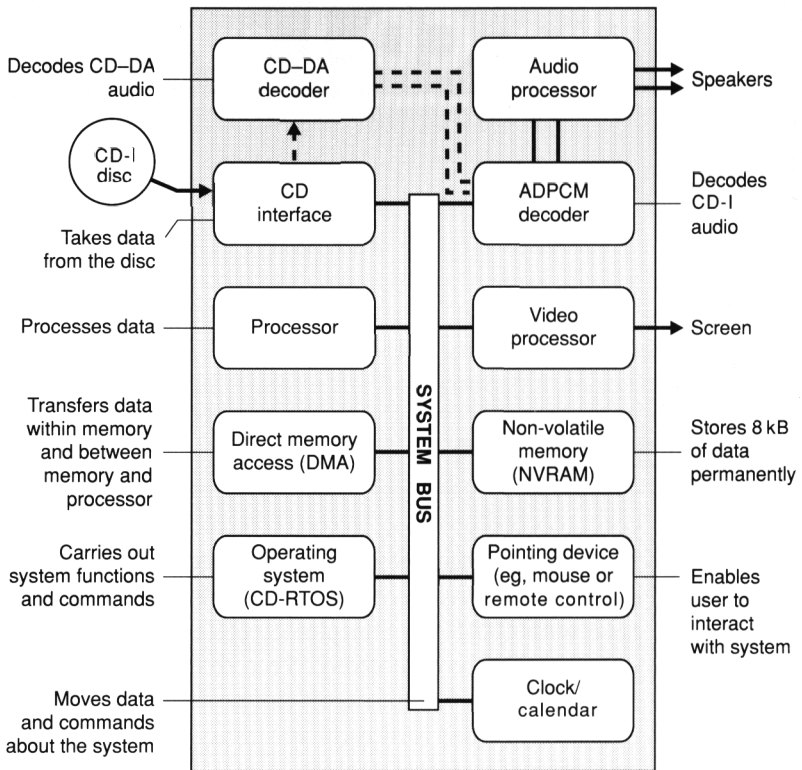 Decodes CD–DA
audio
CD–DA
decoder
Audio
processor
Speakers
CD-I
disc
CD
interface
ADPCM
decoder
Decodes
CD-I
audio
Takes data
from the disc
Processes data
Processor
Video
processor
Screen
SYSTEM BUS
Transfers data
within memory
and between
memory and
processor
Direct memory
access (DMA)
Non-volatile
memory
(NVRAM)
Stores 8 kB
of data
permanently
Carries out
system functions
and commands
Operating
system
(CD-RTOS)
Pointing device
(eg, mouse or
remote control)
Enables
user to
interact
with system
Moves data
and commands
about the system
Clock/
calendar